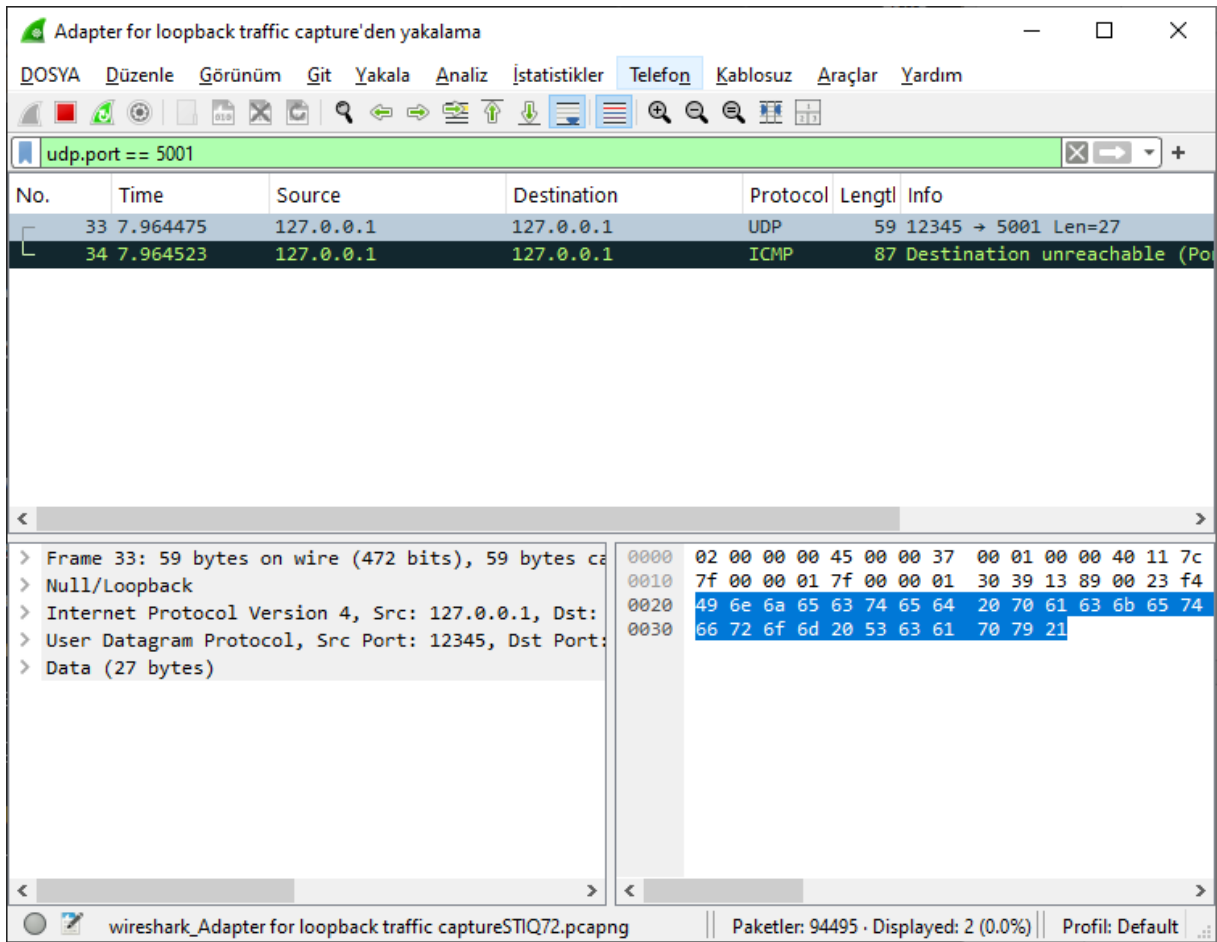 Adapter for loopback traffic capture'den yakalama
DOSYA Düzenle Görünüm Git Yakala Analiz İstatistikler Telefon Kablosuz Araçlar Yardım
udp.port == 5001
No. Time Source Destination Protocol Lengtl Info
33 7.964475 127.0.0.1 127.0.0.1 UDP 59 12345 → 5001 Len=27
34 7.964523 127.0.0.1 127.0.0.1 ICMP 87 Destination unreachable (Po
Frame 33: 59 bytes on wire (472 bits), 59 bytes ca
Null/Loopback
Internet Protocol Version 4, Src: 127.0.0.1, Dst:
User Datagram Protocol, Src Port: 12345, Dst Port:
Data (27 bytes)
0000 02 00 00 00 45 00 00 37 00 01 00 00 40 11 7c
0010 7f 00 00 01 7f 00 00 01 30 39 13 89 00 23 f4
0020 49 6e 6a 65 63 74 65 64 20 70 61 63 6b 65 74
0030 66 72 6f 6d 20 53 63 61 70 79 21
wireshark_Adapter for loopback traffic captureSTIQ72.pcapng Paketler: 94495 · Displayed: 2 (0.0%) Profil: Default